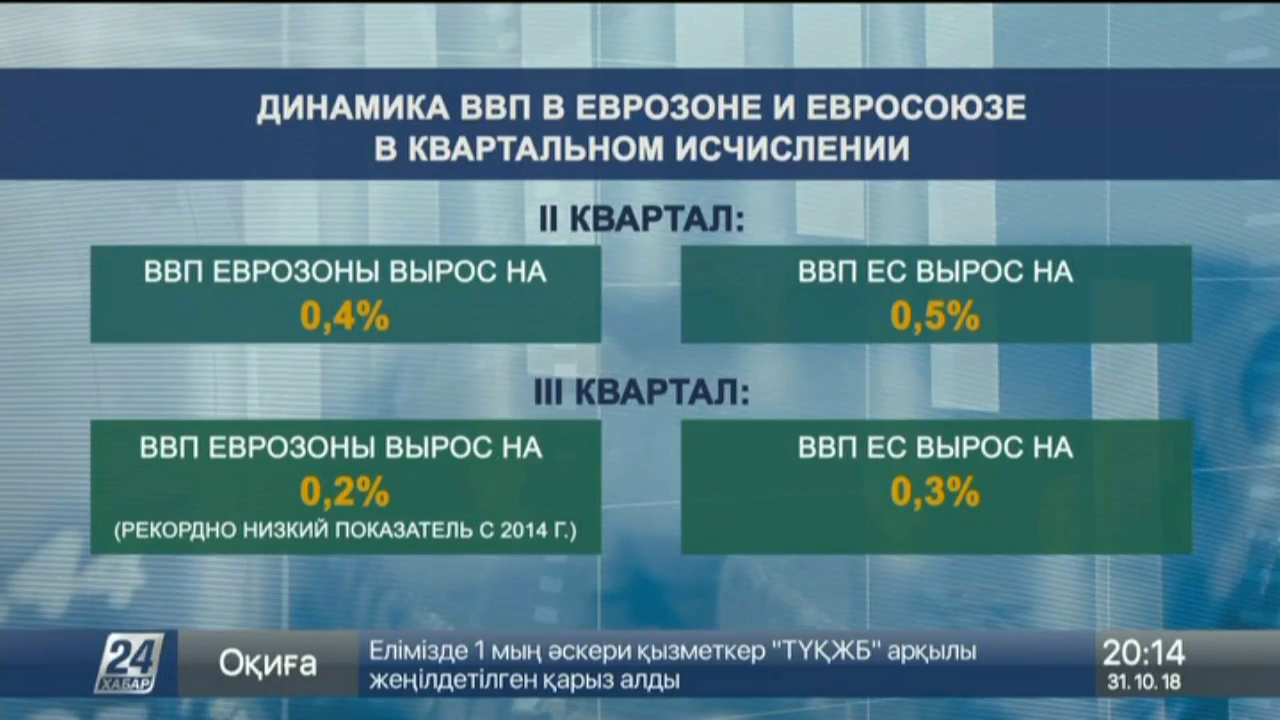 ДИНАМИКА ВВП В ЕВРОЗОНЕ И ЕВРОСОЮЗЕ
В КВАРТАЛЬНОМ ИСЧИСЛЕНИИ
II КВАРТАЛ:
ВВП ЕВРОЗОНЫ ВЫРОС НА
0,4%
ВВП ЕС ВЫРОС НА
0,5%
III КВАРТАЛ:
ВВП ЕВРОЗОНЫ ВЫРОС НА
0,2%
(РЕКОРДНО НИЗКИЙ ПОКАЗАТЕЛЬ С 2014 Г.)
ВВП ЕС ВЫРОС НА
0,3%
24
ХАБАР
Оқиға
Елімізде 1 мың әскери қызметкер "ТҮҚЖБ" арқылы
жеңілдетілген қарыз алды
20:14
31. 10. 18